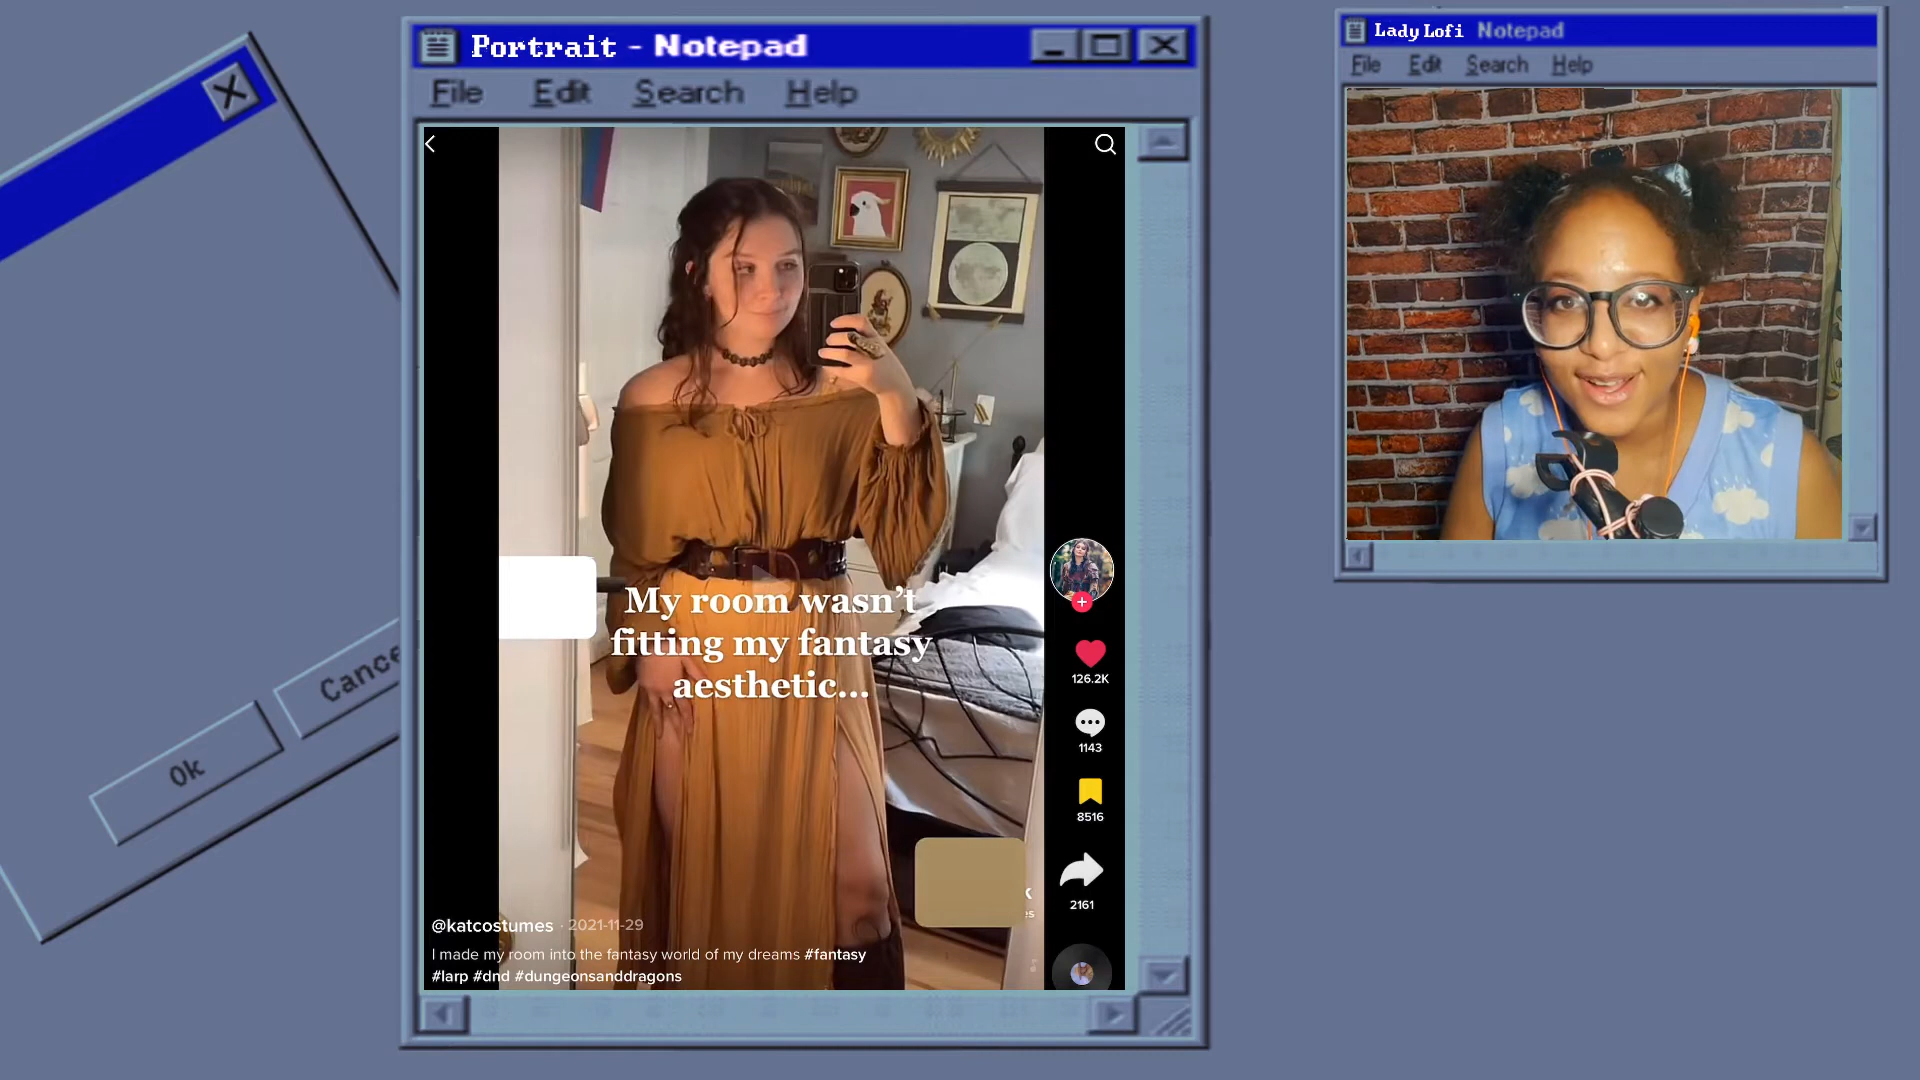 Portrait - Notepad
File Edit Search Help
Lady Lofi Notepad
File Edit Search Help
My room wasn't
fitting my fantasy
aesthetic...
126.2K
1143
8516
2161
@katcostumes · 2021-11-29
I made my room into the fantasy world of my dreams #fantasy
#larp #dnd #dungeonsanddragons
Ok